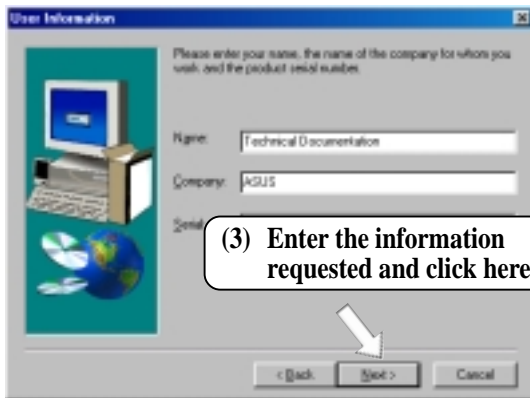 User Information
Please enter your name, the name of the company for whom you
work and the product serial number.
Name:
Technical Documentation
Company:
ASUS
Serial
(3) Enter the information
requested and click here
< Back
Next >
Cancel